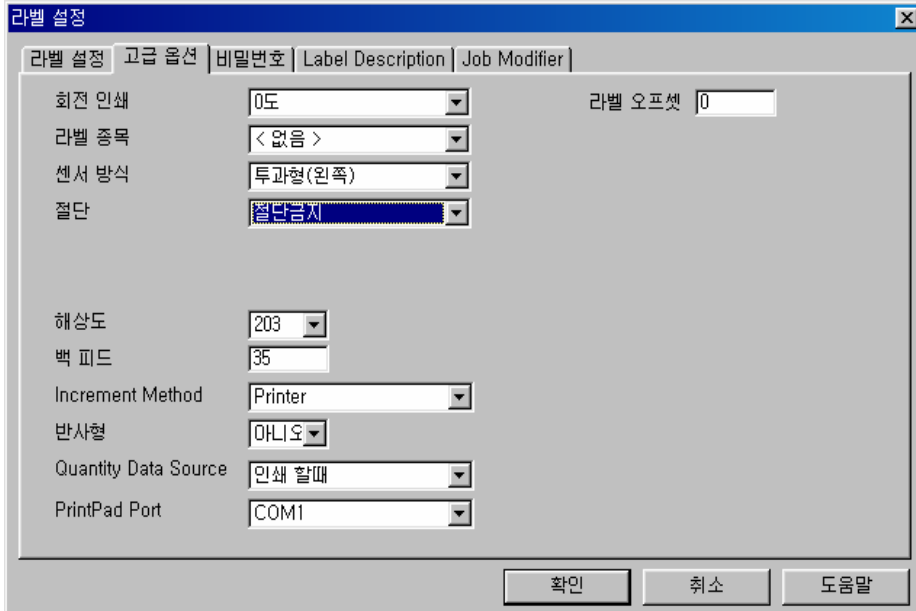 라벨 설정
라벨 설정 고급 옵션 비밀번호 Label Description Job Modifier
회전 인쇄 0도 라벨 오프셋 0
라벨 종목 < 없음 >
센서 방식 투과형(왼쪽)
절단 절단금지
해상도 203
백 피드 35
Increment Method Printer
반사형 아니오
Quantity Data Source 인쇄 할때
PrintPad Port COM1
확인 취소 도움말